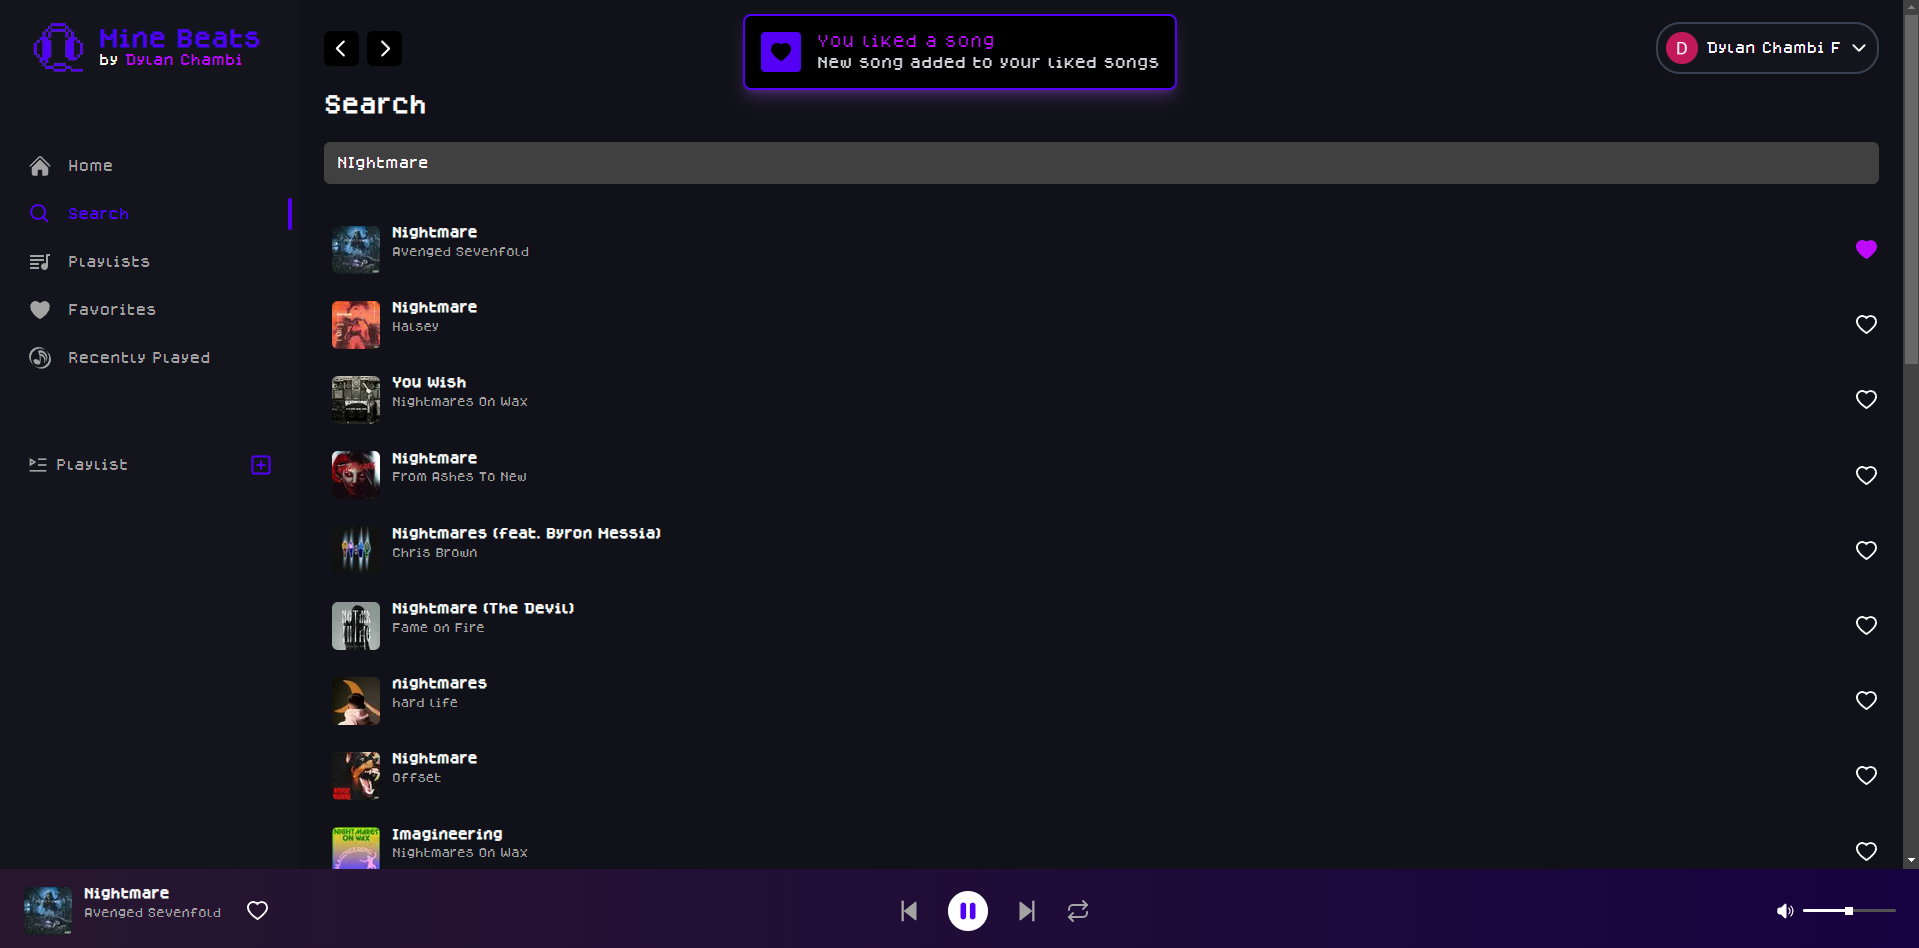 Mine Beats
by Dylan Chambi
You liked a song
New song added to your liked songs
D
Dylan Chambi F
Search
Home
Search
Playlists
Favorites
Recently Played
Playlist
NIghtmare
Nightmare
Avenged Sevenfold
Nightmare
Halsey
You Wish
Nightmares On Wax
Nightmare
From Ashes To New
Nightmares (feat. Byron Messia)
Chris Brown
Nightmare (The Devil)
Fame on Fire
nightmares
hard life
Nightmare
Offset
NIGHTMARES
ON WAX
Imagineering
Nightmares On Wax
Nightmare
Avenged Sevenfold